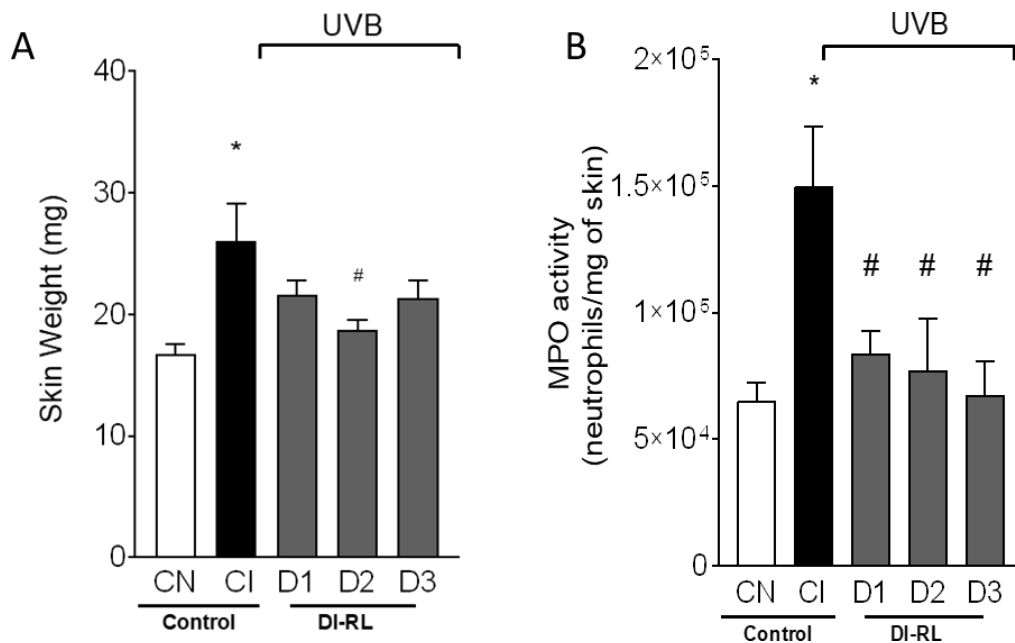 A
UVB
40
30
20
10
0
Skin Weight (mg)
*
#
CN CI D1 D2 D3
Control DI-RL
B
UVB
2×10⁵
1.5×10⁵
1×10⁵
5×10⁴
0
MPO activity
(neutrophils/mg of skin)
*
# # #
CN CI D1 D2 D3
Control DI-RL